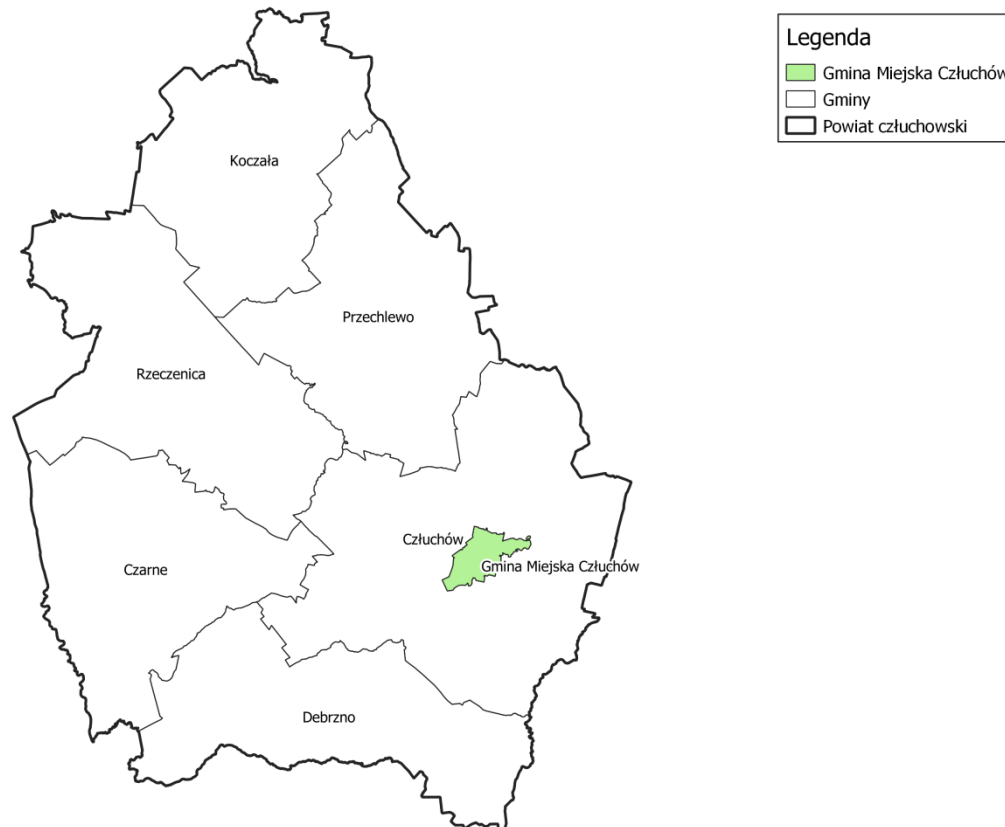 Legenda
Gmina Miejska Człuchów
Gminy
Powiat człuchowski
Koczała
Przechlewo
Rzeczenica
Człuchów
Gmina Miejska Człuchów
Czarne
Debrzno